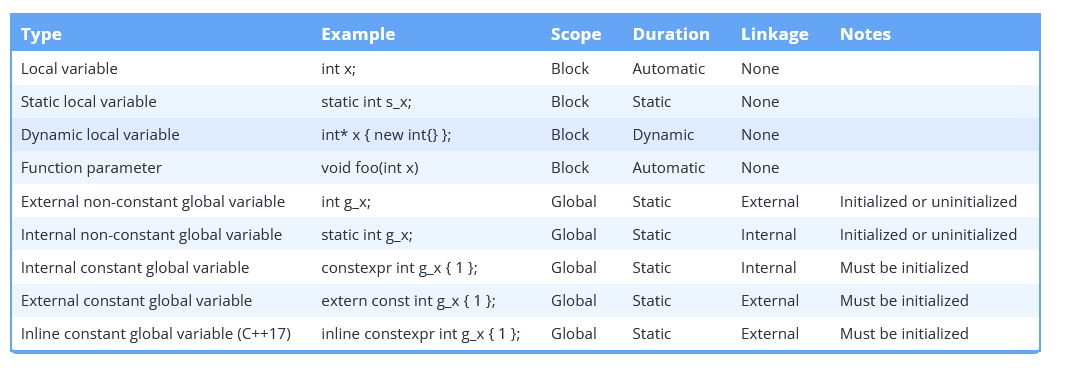 Type Example Scope Duration Linkage Notes
Local variable int x; Block Automatic None
Static local variable static int s_x; Block Static None
Dynamic local variable int* x { new int{} }; Block Dynamic None
Function parameter void foo(int x) Block Automatic None
External non-constant global variable int g_x; Global Static External Initialized or uninitialized
Internal non-constant global variable static int g_x; Global Static Internal Initialized or uninitialized
Internal constant global variable constexpr int g_x { 1 }; Global Static Internal Must be initialized
External constant global variable extern const int g_x { 1 }; Global Static External Must be initialized
Inline constant global variable (C++17) inline constexpr int g_x { 1 }; Global Static External Must be initialized